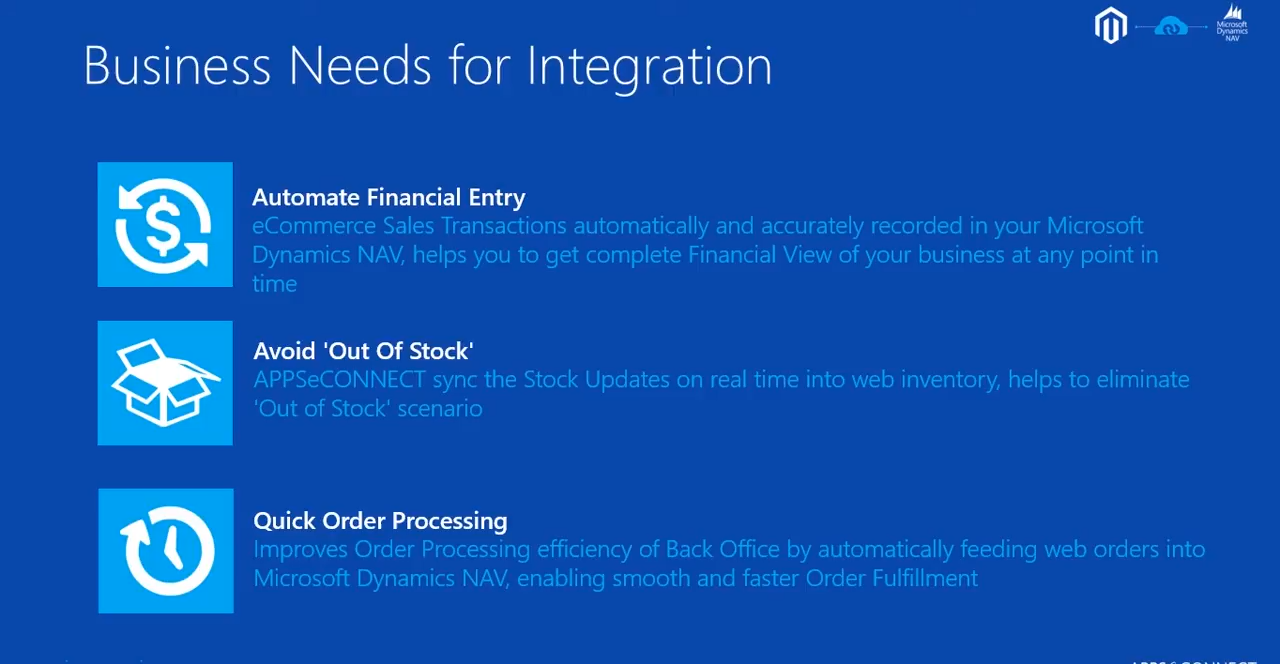 Microsoft
Dynamics
NAV
Business Needs for Integration
Automate Financial Entry
eCommerce Sales Transactions automatically and accurately recorded in your Microsoft
Dynamics NAV, helps you to get complete Financial View of your business at any point in
time
Avoid 'Out Of Stock'
APPSeCONNECT sync the Stock Updates on real time into web inventory, helps to eliminate
'Out of Stock' scenario
Quick Order Processing
Improves Order Processing efficiency of Back Office by automatically feeding web orders into
Microsoft Dynamics NAV, enabling smooth and faster Order Fulfillment